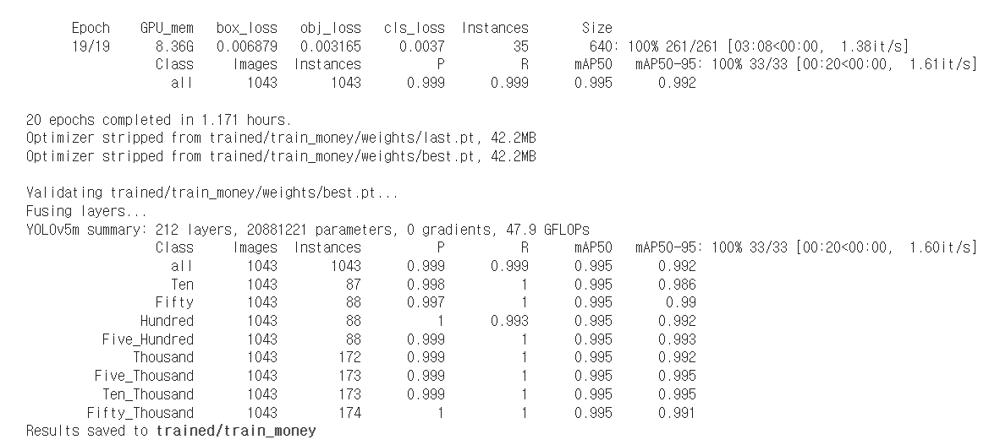 Epoch GPU_mem box_loss obj_loss cls_loss Instances Size
19/19 8.36G 0.006879 0.003165 0.0037 35 640: 100% 261/261 [03:08<00:00, 1.38it/s]
Class Images Instances P R mAP50 mAP50-95: 100% 33/33 [00:20<00:00, 1.61it/s]
all 1043 1043 0.999 0.999 0.995 0.992
20 epochs completed in 1.171 hours.
Optimizer stripped from trained/train_money/weights/last.pt, 42.2MB
Optimizer stripped from trained/train_money/weights/best.pt, 42.2MB
Validating trained/train_money/weights/best.pt...
Fusing layers...
YOLOv5m summary: 212 layers, 20881221 parameters, 0 gradients, 47.9 GFLOPs
Class Images Instances P R mAP50 mAP50-95: 100% 33/33 [00:20<00:00, 1.60it/s]
all 1043 1043 0.999 0.999 0.995 0.992
Ten 1043 87 0.998 1 0.995 0.986
Fifty 1043 88 0.997 1 0.995 0.99
Hundred 1043 88 1 0.993 0.995 0.992
Five_Hundred 1043 88 0.999 1 0.995 0.993
Thousand 1043 172 0.999 1 0.995 0.992
Five_Thousand 1043 173 0.999 1 0.995 0.995
Ten_Thousand 1043 173 0.999 1 0.995 0.995
Fifty_Thousand 1043 174 1 1 0.995 0.991
Results saved to trained/train_money